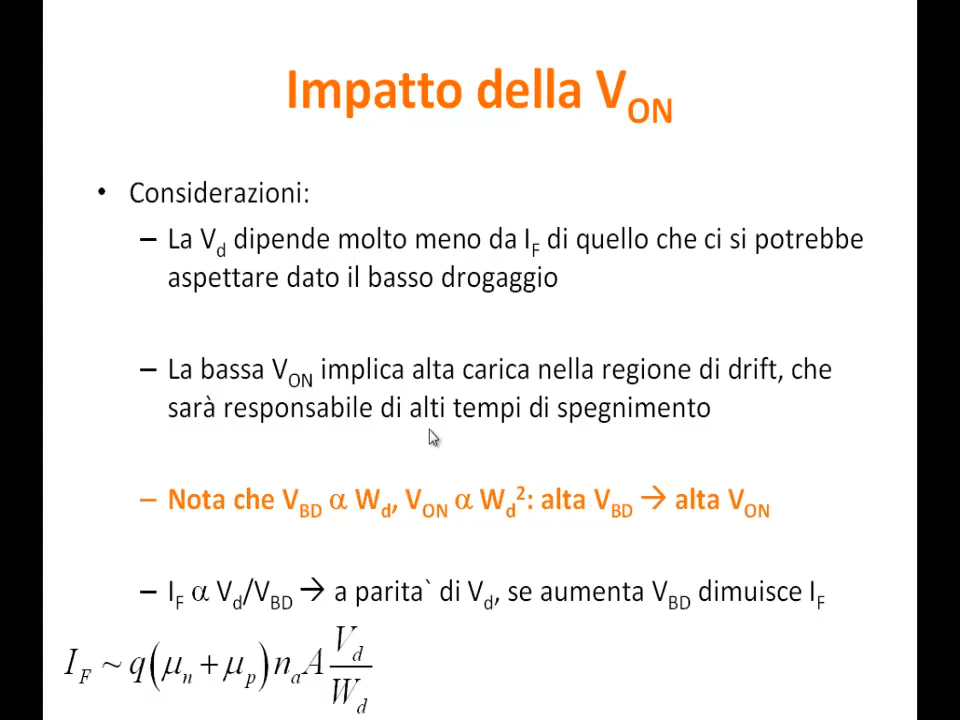 Impatto della V_ON
• Considerazioni:
– La V_d dipende molto meno da I_F di quello che ci si potrebbe
aspettare dato il basso drogaggio
– La bassa V_ON implica alta carica nella regione di drift, che
sarà responsabile di alti tempi di spegnimento
– Nota che V_BD α W_d, V_ON α W_d^2: alta V_BD → alta V_ON
– I_F α V_d/V_BD → a parita` di V_d, se aumenta V_BD dimuisce I_F
I_F ~ q(μ_n + μ_p)n_a A V_d/W_d